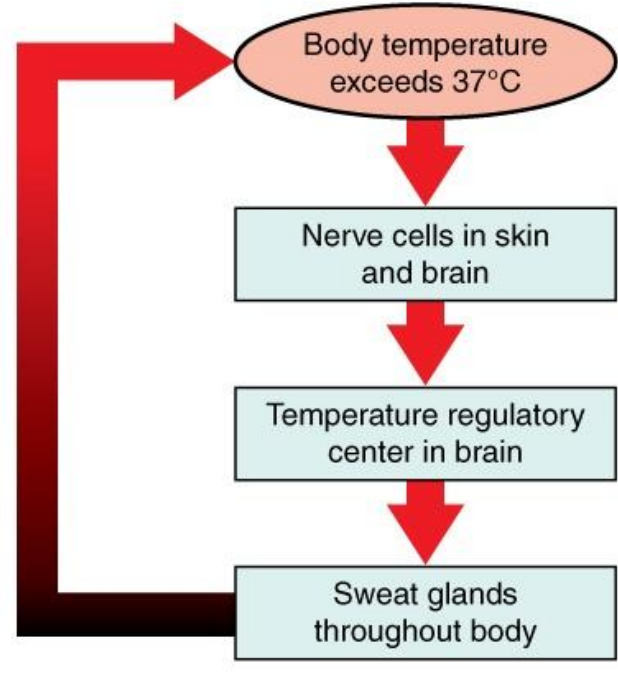 Body temperature
exceeds 37°C
Nerve cells in skin
and brain
Temperature regulatory
center in brain
Sweat glands
throughout body